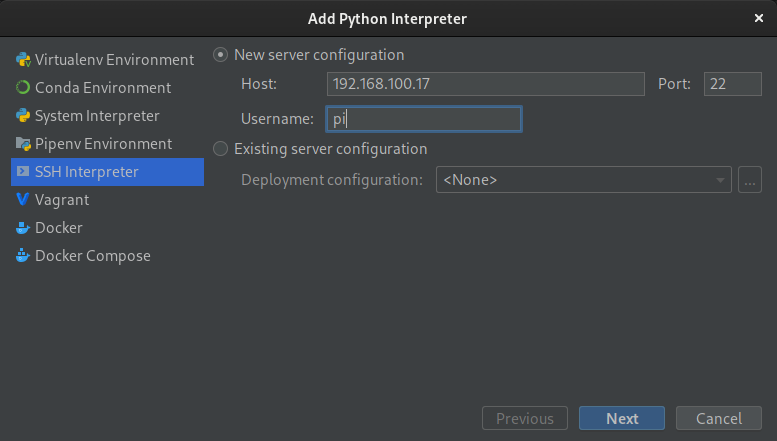 Add Python Interpreter
Virtualenv Environment
Conda Environment
System Interpreter
Pipenv Environment
SSH Interpreter
Vagrant
Docker
Docker Compose
New server configuration
Host: 192.168.100.17 Port: 22
Username: pi
Existing server configuration
Deployment configuration: <None> ...
Previous Next Cancel